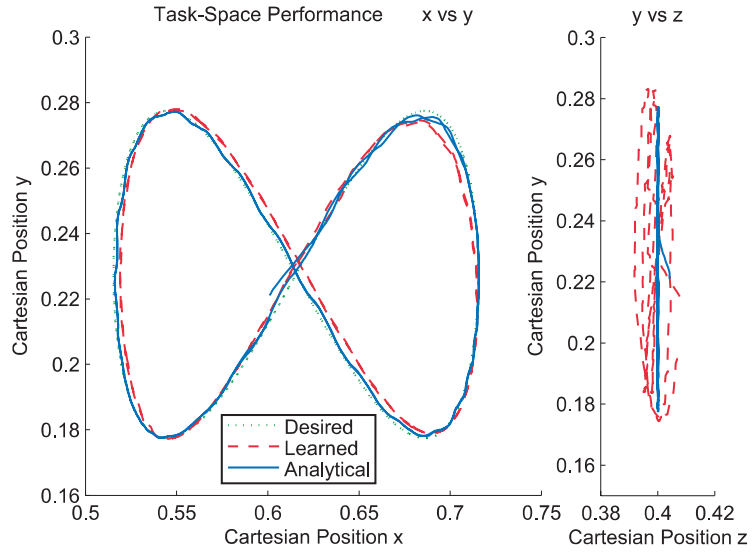 Task-Space Performance x vs y
y vs z
0.3
0.28
0.26
0.24
0.22
0.2
0.18
0.16
Cartesian Position y
0.5
0.55
0.6
0.65
0.7
0.75
Cartesian Position x
Desired
Learned
Analytical
0.3
0.28
0.26
0.24
0.22
0.2
0.18
0.16
Cartesian Position y
0.38
0.4
0.42
Cartesian Position z